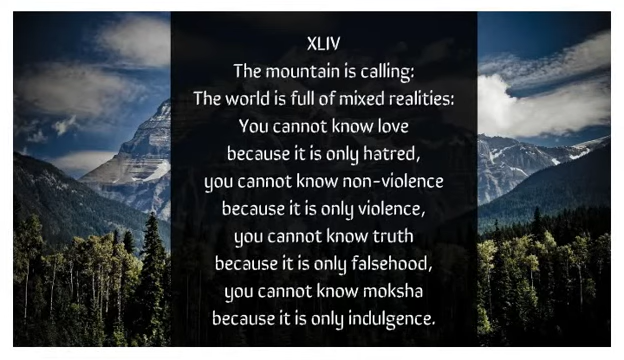 XLIV
The mountain is calling:
The world is full of mixed realities:
You cannot know love
because it is only hatred,
you cannot know non-violence
because it is only violence,
you cannot know truth
because it is only falsehood,
you cannot know moksha
because it is only indulgence.